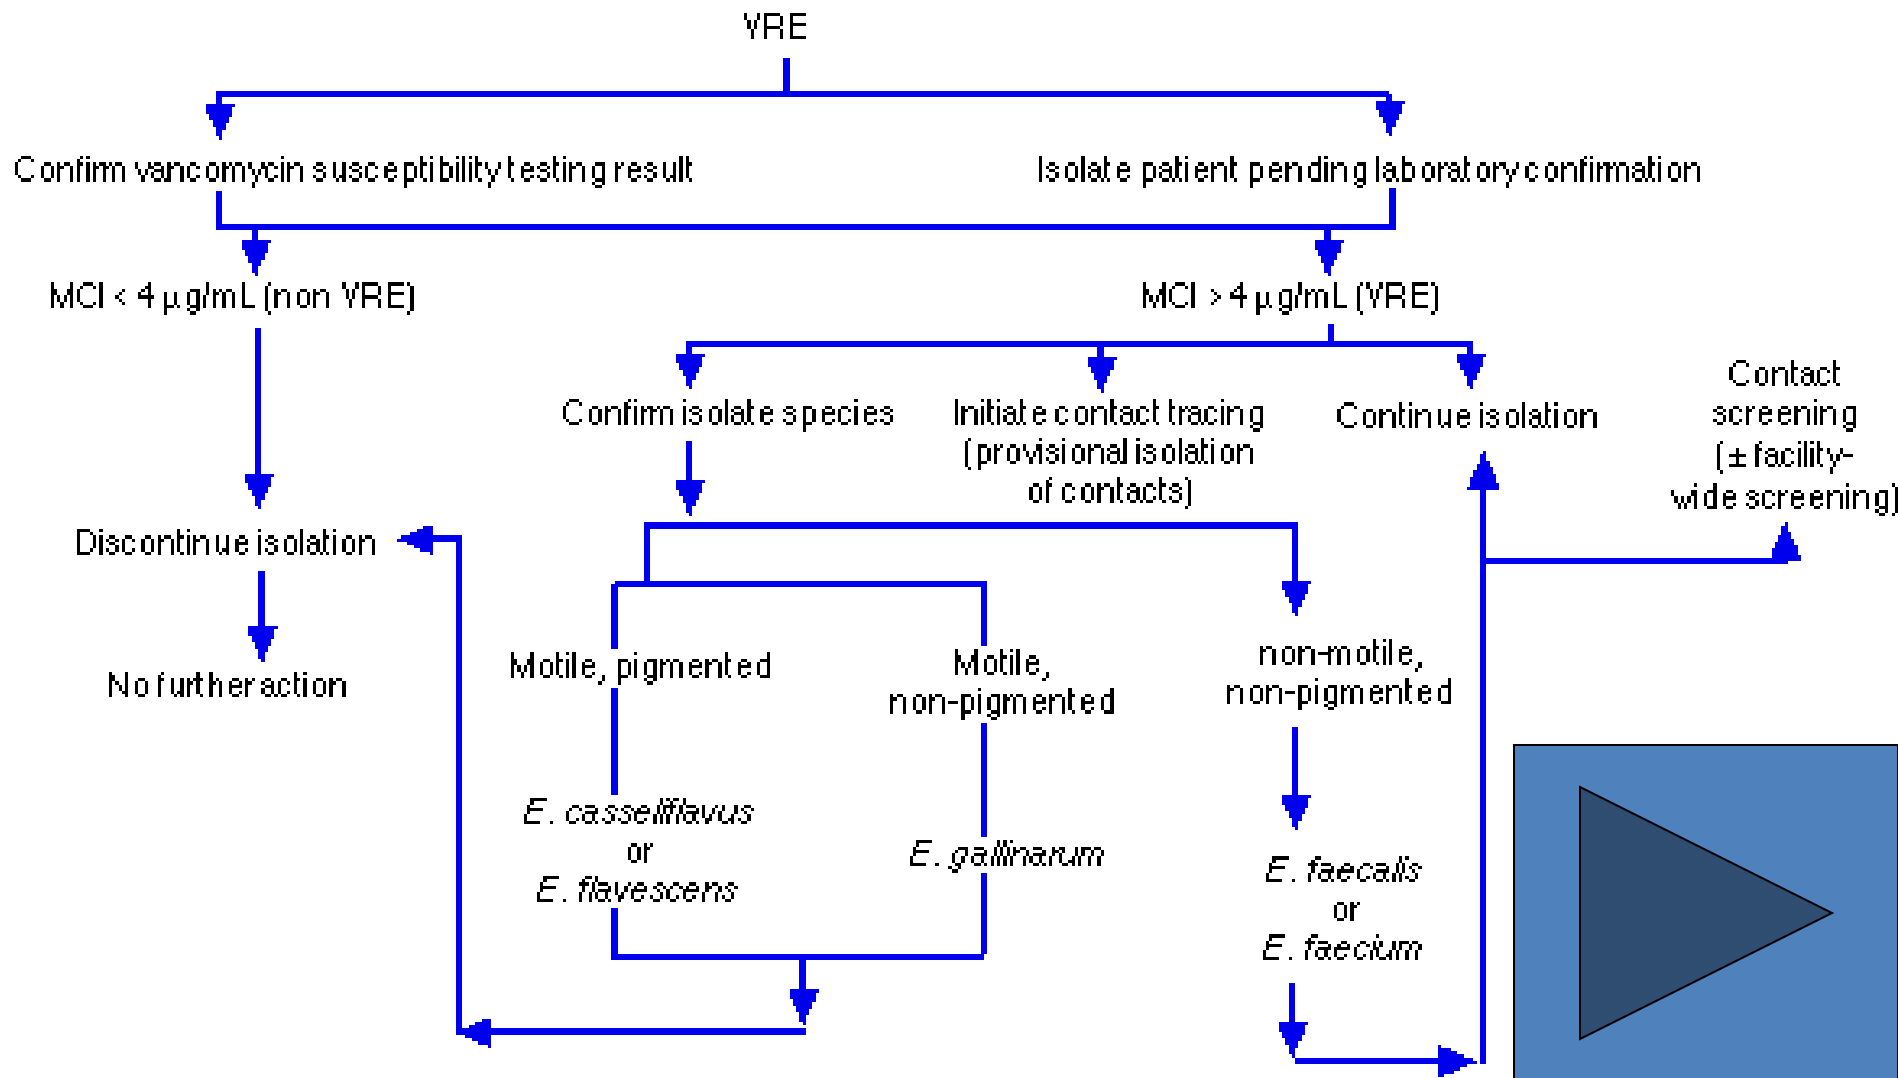 VRE
Confirm vancomycin susceptibility testing result
Isolate patient pending laboratory confirmation
MCI < 4 µg/mL (non VRE)
MCI > 4 µg/mL (VRE)
Confirm isolate species
Initiate contact tracing
(provisional isolation
of contacts)
Continue isolation
Contact
screening
(± facility-
wide screening)
Discontinue isolation
No further action
Motile, pigmented
Motile,
non-pigmented
non-motile,
non-pigmented
E. casseliflavus
or
E. flavescens
E. gallinarum
E. faecalis
or
E. faecium